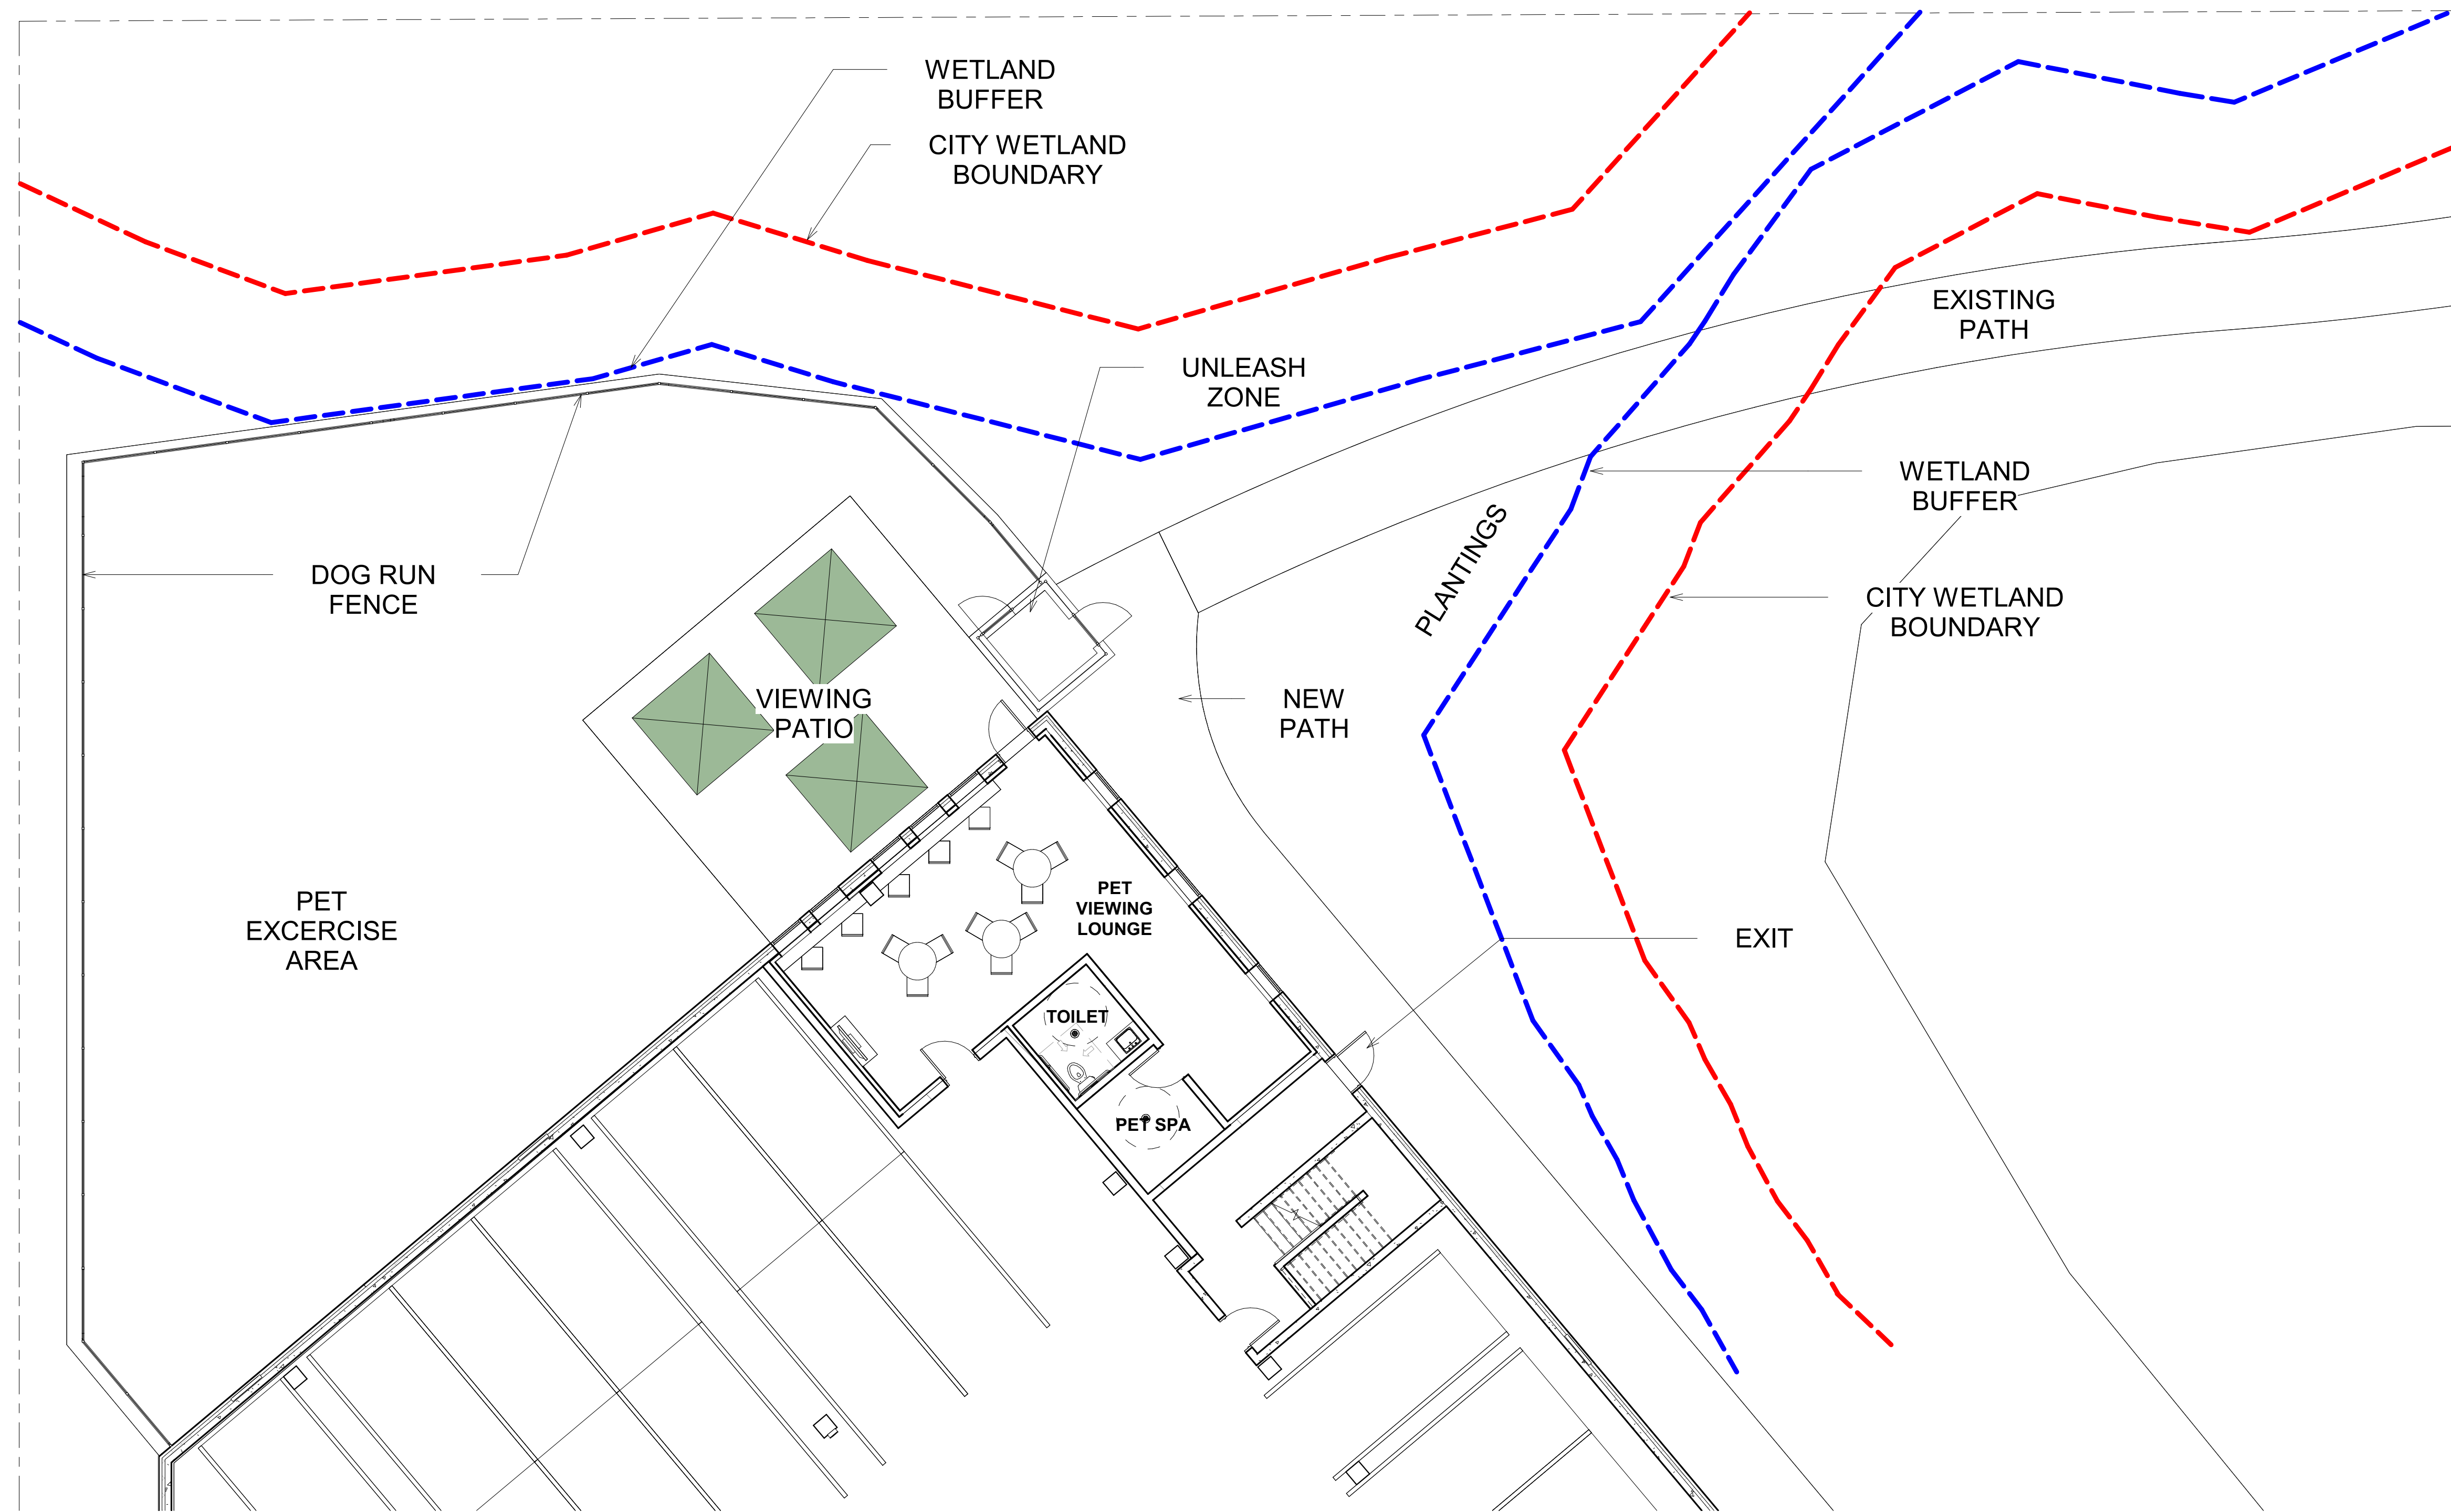 WETLAND
BUFFER
CITY WETLAND
BOUNDARY
EXISTING
PATH
UNLEASH
ZONE
WETLAND
BUFFER
PLANTINGS
DOG RUN
FENCE
CITY WETLAND
BOUNDARY
VIEWING
PATIO
NEW
PATH
PET
VIEWING
LOUNGE
PET
EXCERCISE
AREA
EXIT
TOILET
PET SPA